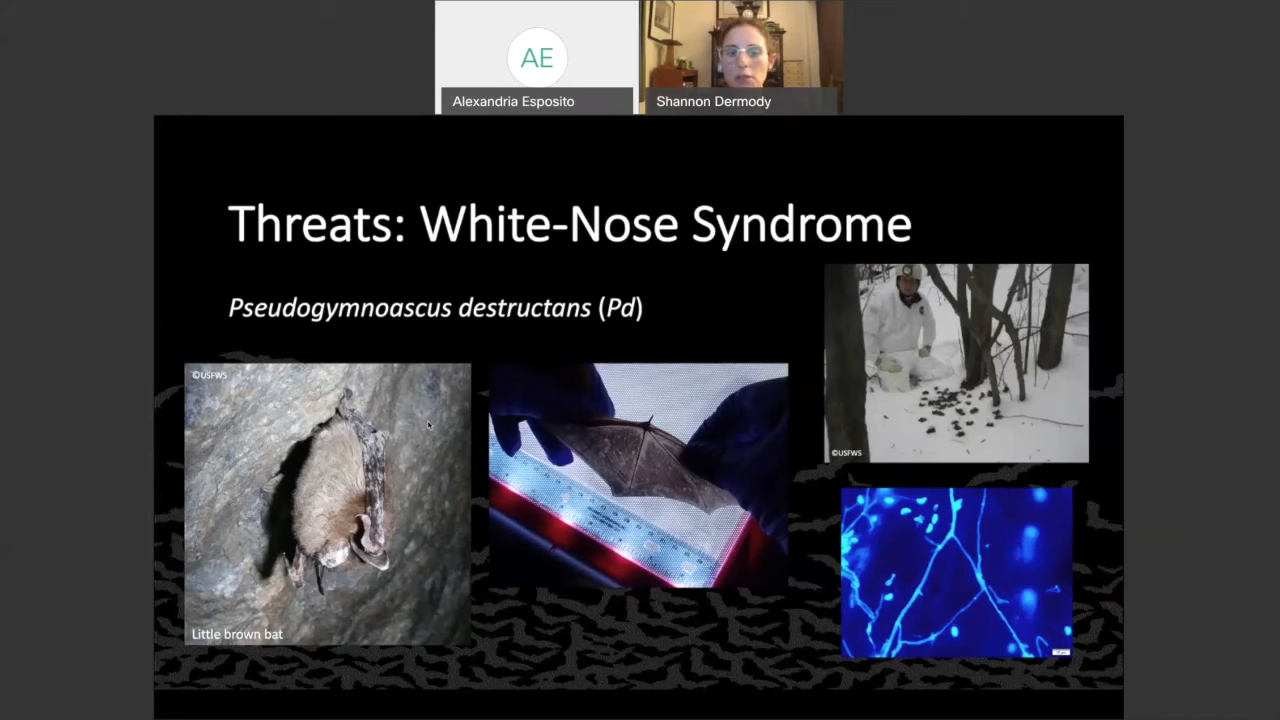 AE
Alexandria Esposito
Shannon Dermody
Threats: White-Nose Syndrome
Pseudogymnoascus destructans (Pd)
©USFWS
©USFWS
Little brown bat